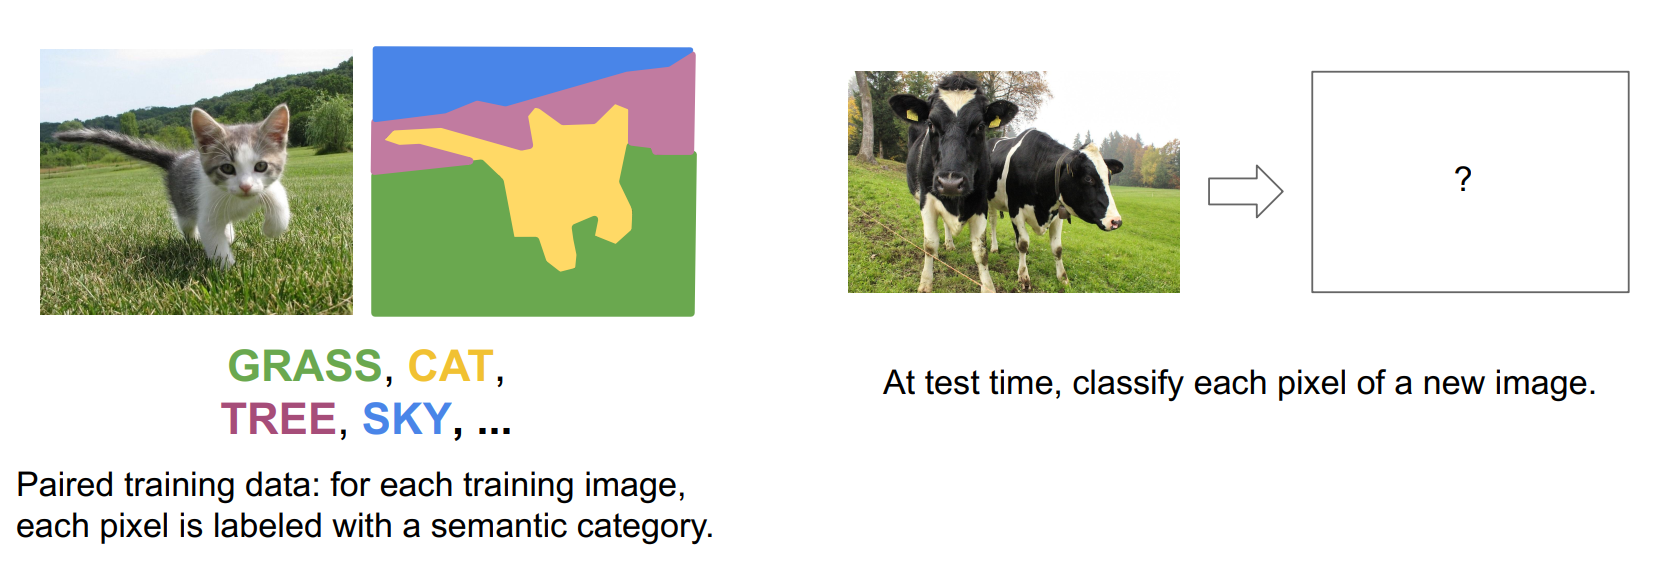 GRASS, CAT,
TREE, SKY, ...
Paired training data: for each training image,
each pixel is labeled with a semantic category.
?
At test time, classify each pixel of a new image.